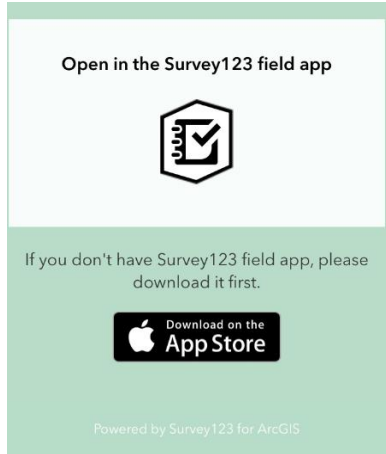 Open in the Survey123 field app
If you don't have Survey123 field app, please
download it first.
Download on the
App Store
Powered by Survey123 for ArcGIS